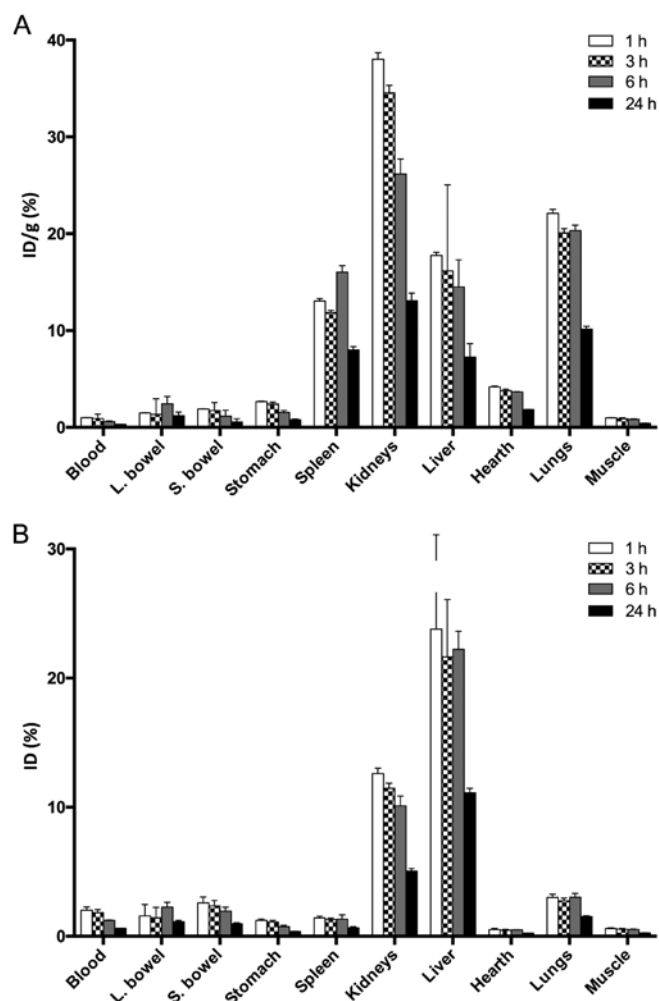 A
40
30
20
10
0
ID/g (%)
1 h
3 h
6 h
24 h
Blood
L. bowel
S. bowel
Stomach
Spleen
Kidneys
Liver
Hearth
Lungs
Muscle
B
30
20
10
0
ID (%)
1 h
3 h
6 h
24 h
Blood
L. bowel
S. bowel
Stomach
Spleen
Kidneys
Liver
Hearth
Lungs
Muscle